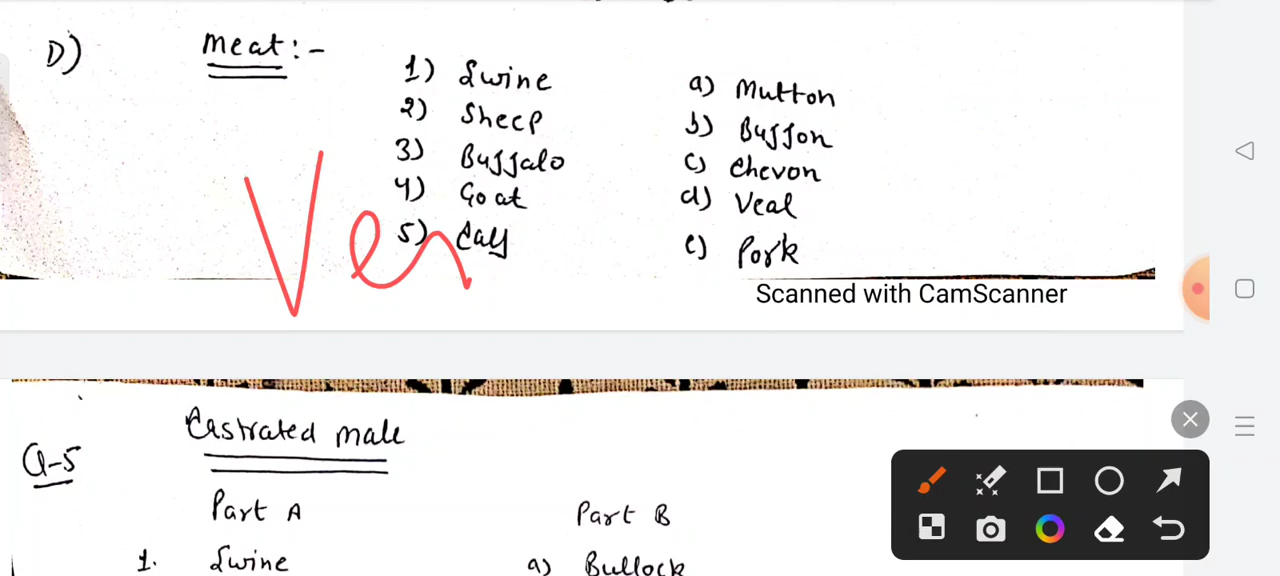 D) Meat:-
1) Swine a) Mutton
2) Sheep b) Buffon
3) Buffalo c) Chevon
4) Goat d) Veal
5) Calf e) Pork
Ver
Scanned with CamScanner
Q-5 Castrated male
Part A Part B
1. Swine a) Bullock